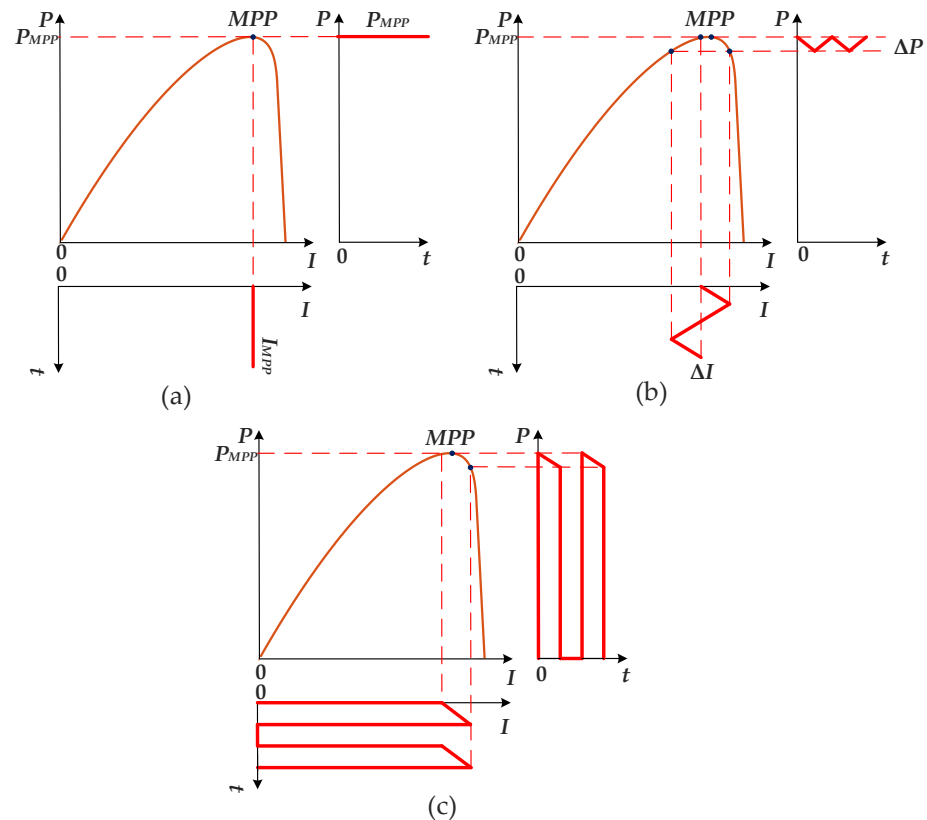 P MPP P_MPP
P_MPP
0 I 0 t
0
I
I_MPP
t
(a)
P MPP P
P_MPP
ΔP
0 I 0 t
0
I
ΔI
t
(b)
P MPP P
P_MPP
0 I 0 t
0
I
t
(c)